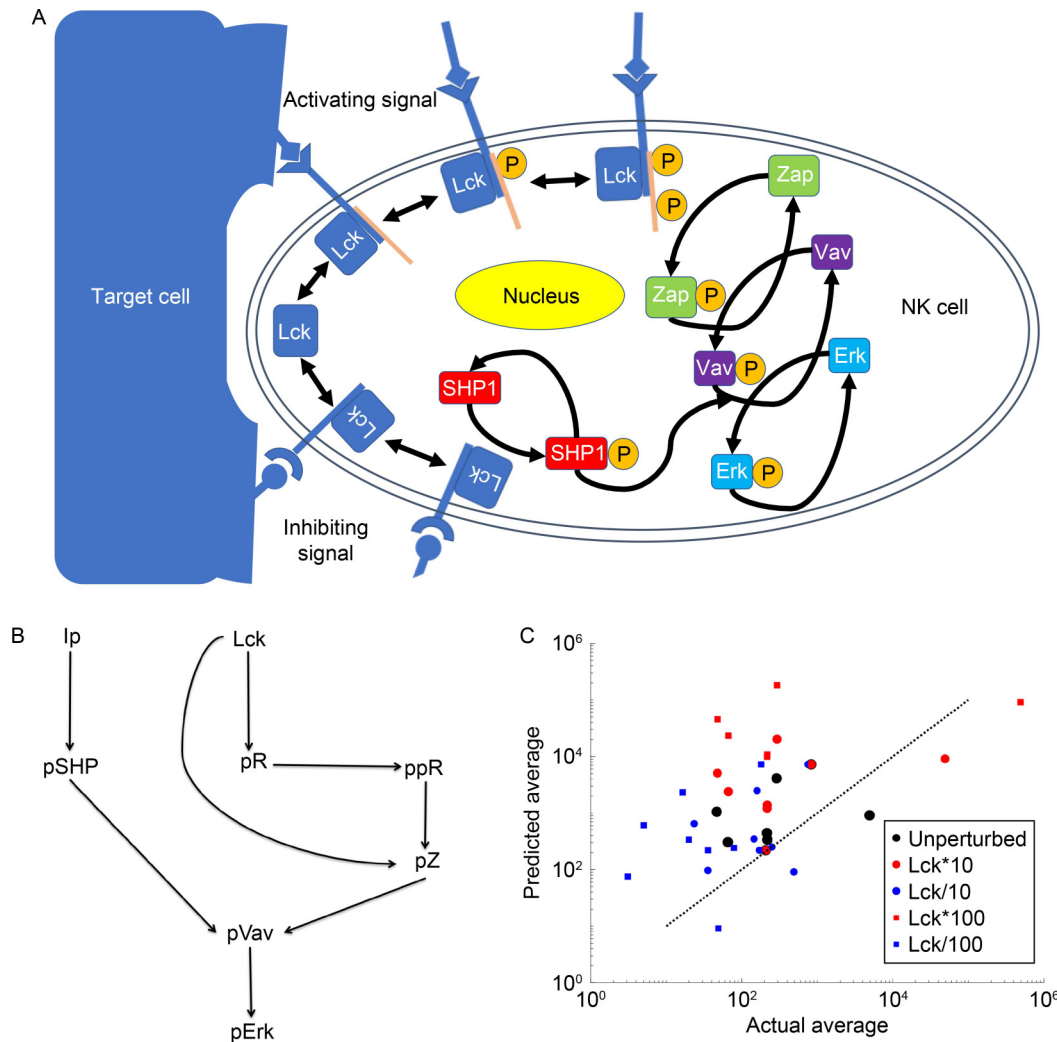 A
Activating signal
P
Lck
P
Lck
P
Zap
Lck
Vav
Target cell
Nucleus
Zap
P
NK cell
Lck
Erk
Vav
P
SHP1
Lck
SHP1
P
Erk
P
Lck
Inhibiting
signal
B
Ip
Lck
pR
ppR
pSHP
pZ
pVav
pErk
C
10^6
10^4
10^2
10^0
Predicted average
Unperturbed
Lck*10
Lck/10
Lck*100
Lck/100
10^0
10^2
10^4
10^6
Actual average